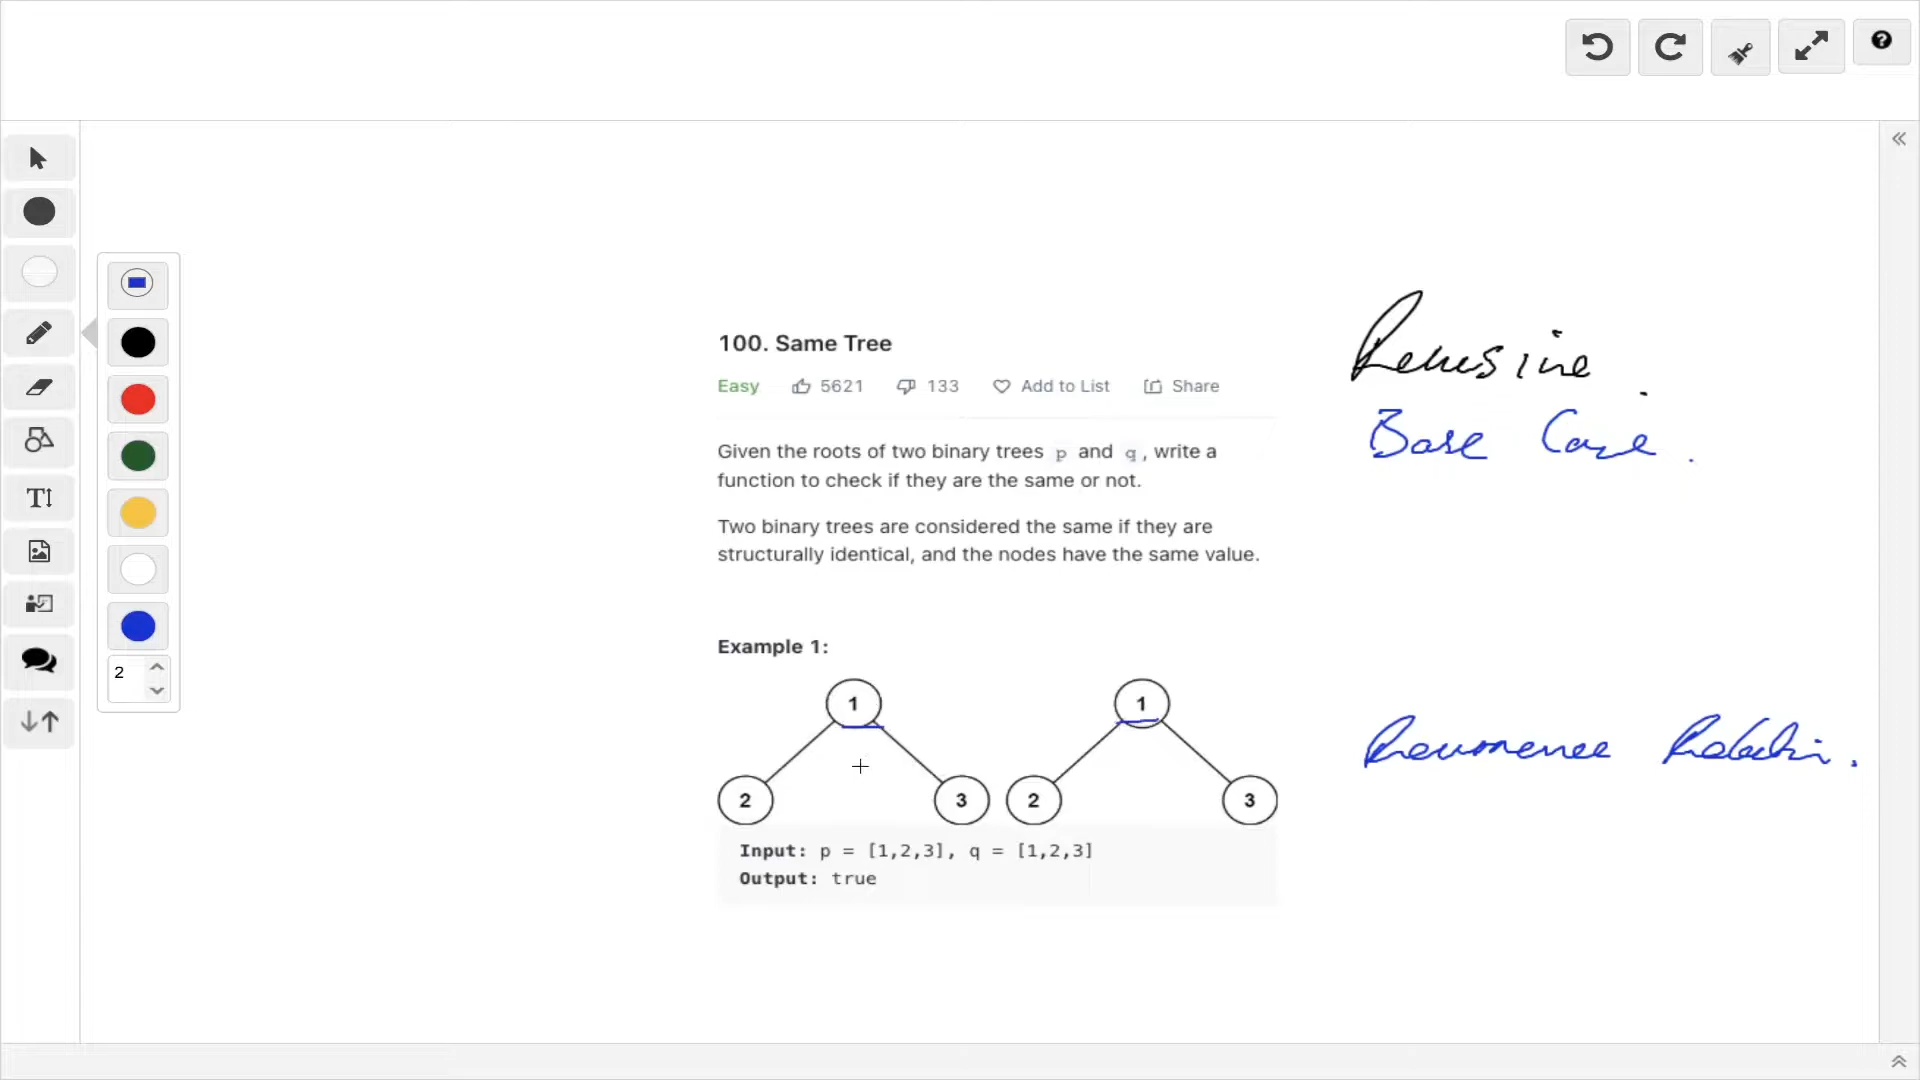 100. Same Tree
Easy 5621 133 Add to List Share
Given the roots of two binary trees p and q, write a
function to check if they are the same or not.
Two binary trees are considered the same if they are
structurally identical, and the nodes have the same value.
Example 1:
1 1
2 3 2 3
Input: p = [1,2,3], q = [1,2,3]
Output: true
Base Case.
TI
2